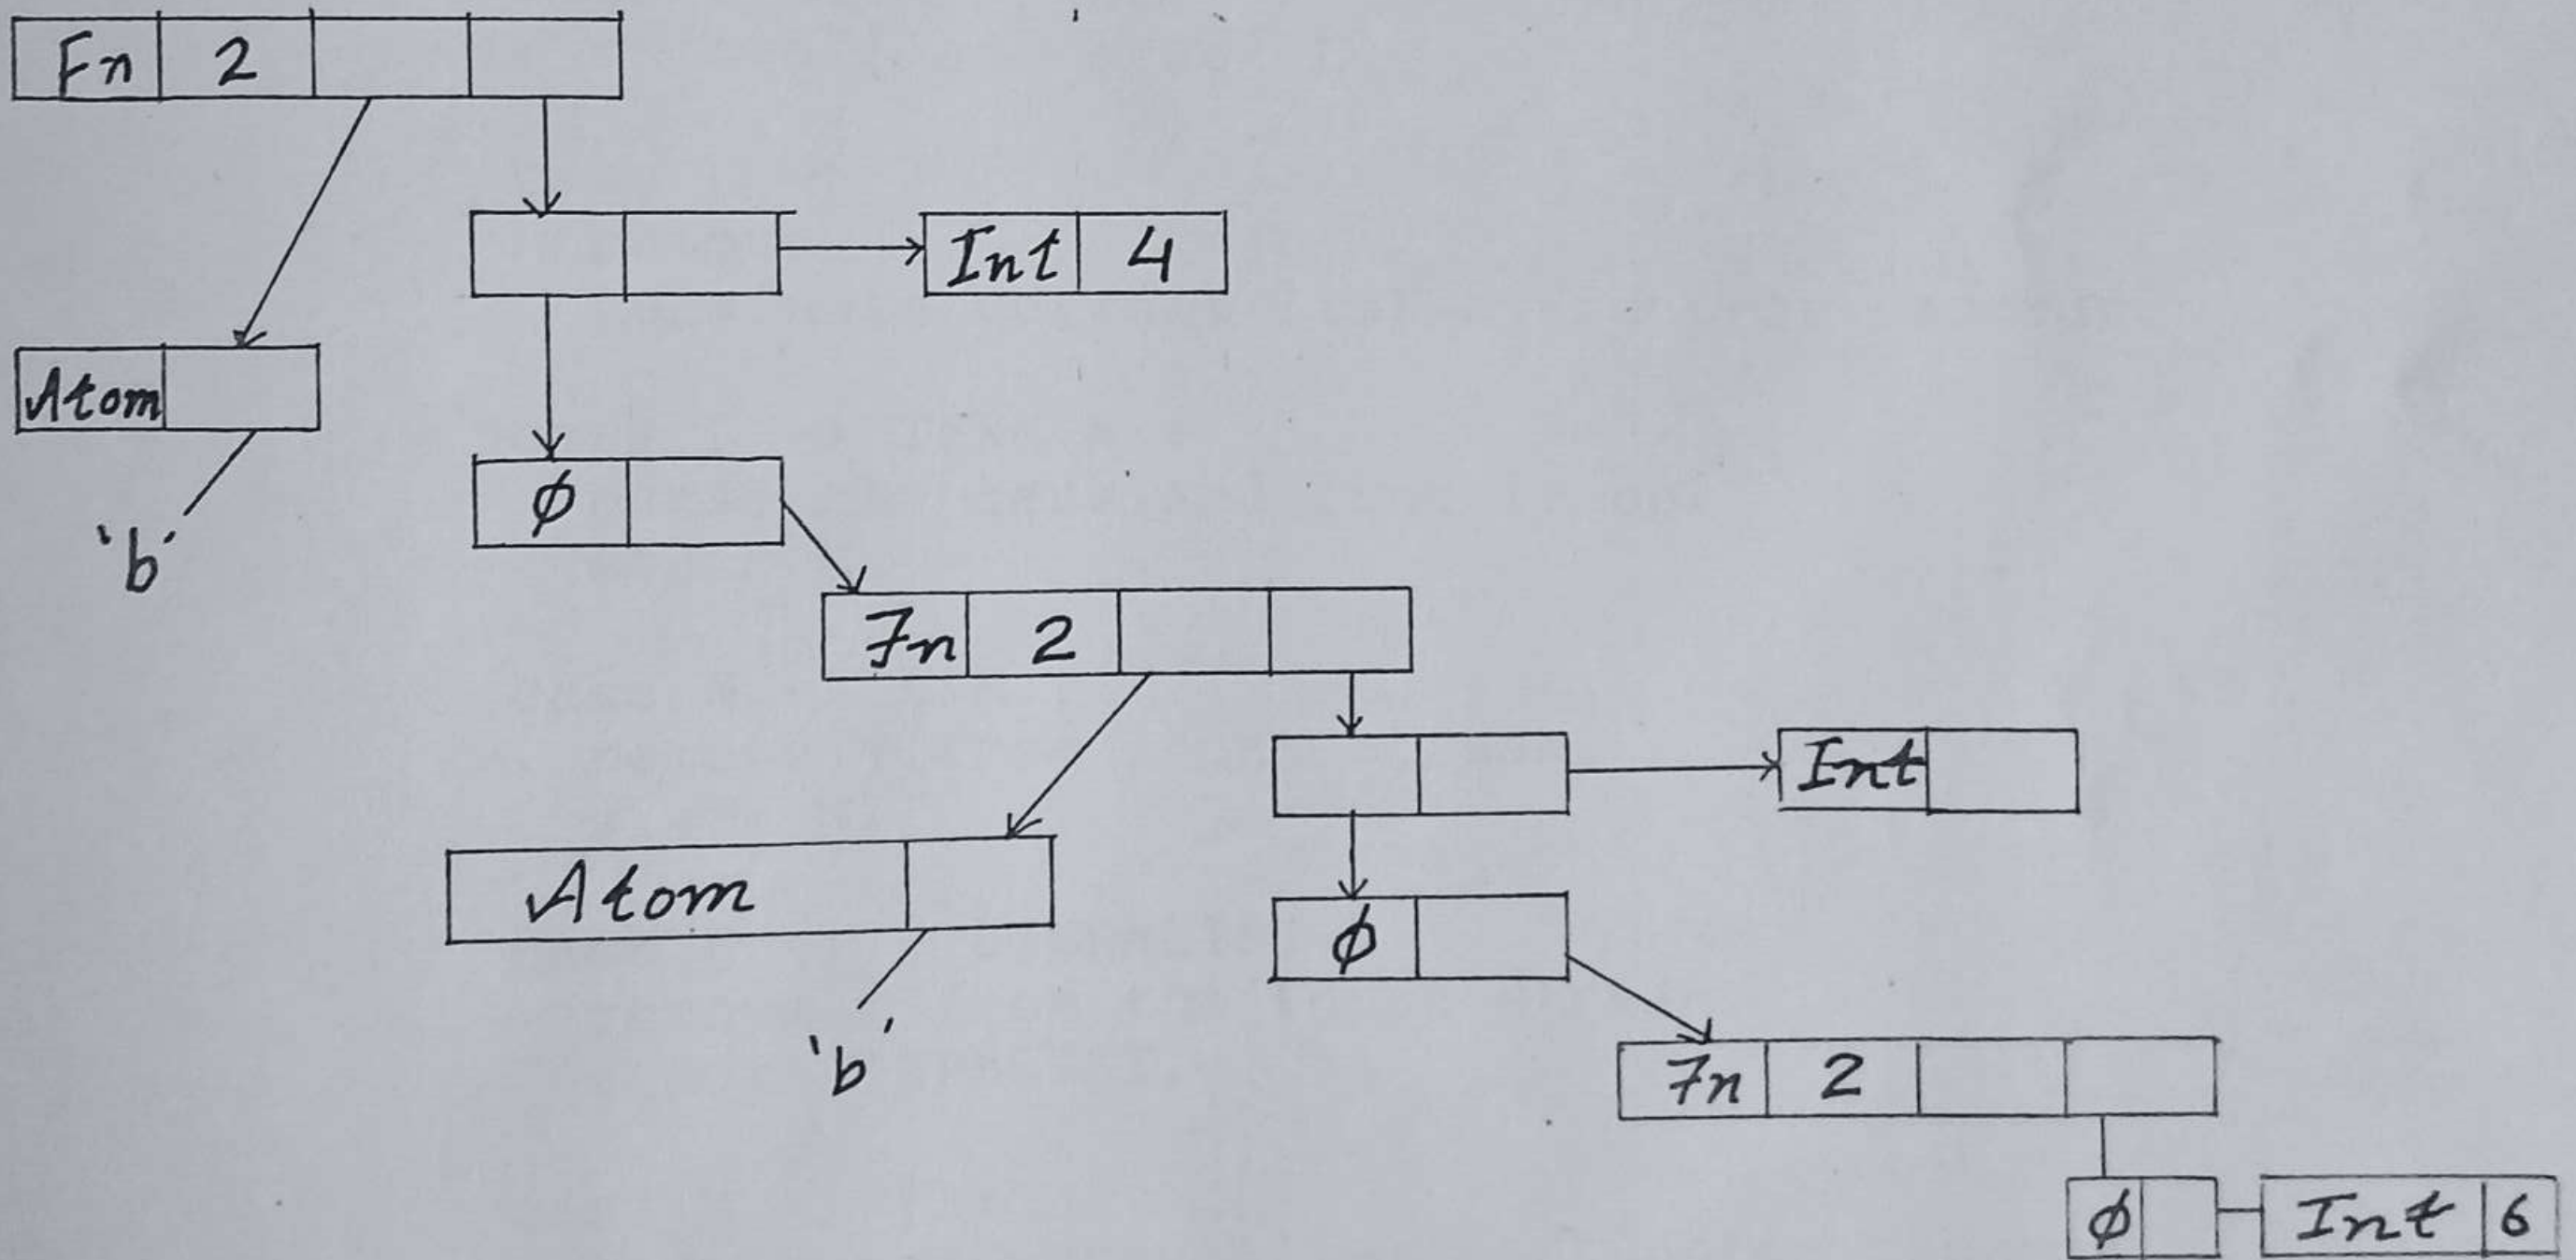 Fn 2
Int 4
Atom
'b'
φ
Fn 2
Int
Atom
φ
'b'
Fn 2
φ Int 6